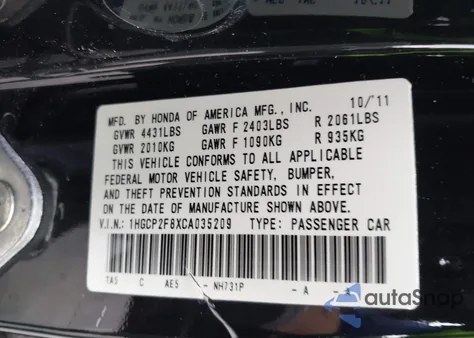 MFD. BY HONDA OF AMERICA MFG., INC. 10/'11
GVWR 4431LBS GAWR F 2403LBS R 2061LBS
GVWR 2010KG GAWR F 1090KG R 935KG
THIS VEHICLE CONFORMS TO ALL APPLICABLE
FEDERAL MOTOR VEHICLE SAFETY, BUMPER,
AND THEFT PREVENTION STANDARDS IN EFFECT
ON THE DATE OF MANUFACTURE SHOWN ABOVE.
V.I.N.: 1HGCP2F8XCA035209 TYPE: PASSENGER CAR
TA5 C AE5 - NH731P - A -
autoSnap